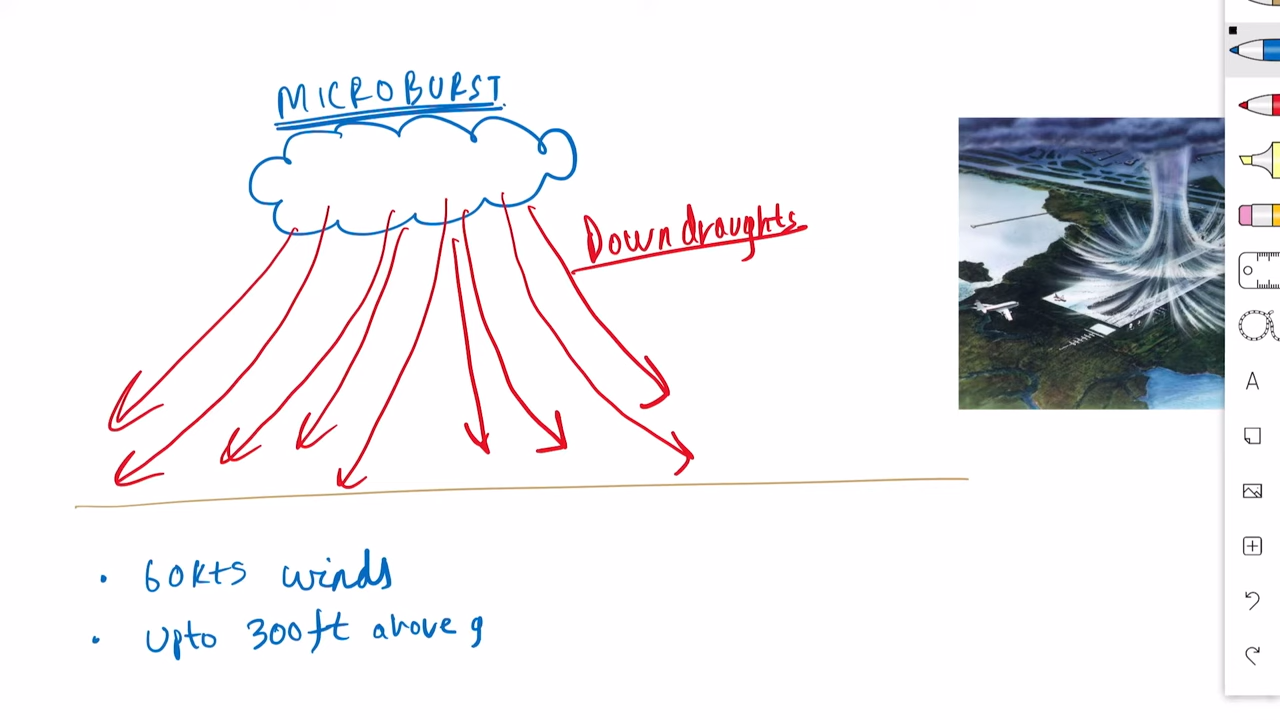 MICROBURST.
Downdraughts
• 60kts winds
• Upto 300ft above g
A